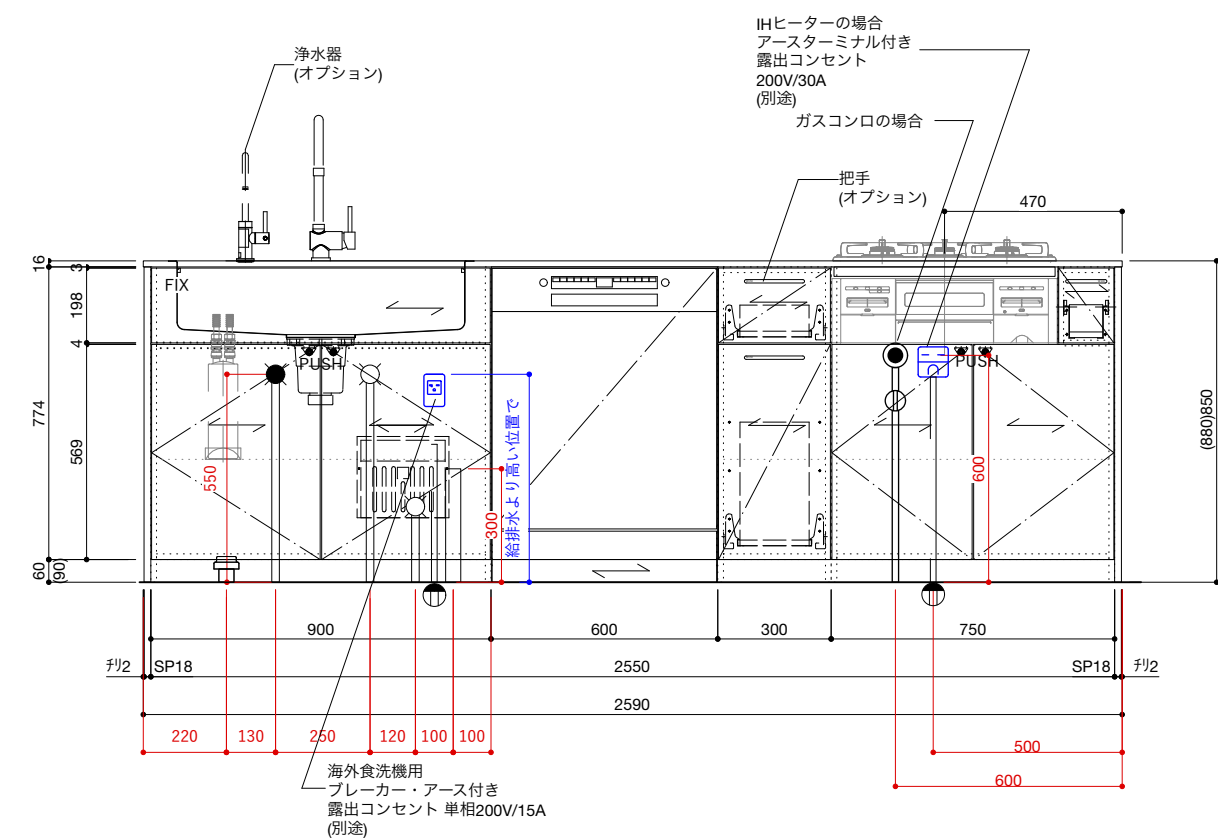 IHヒーターの場合
アースターミナル付き
露出コンセント
200V/30A
(別途)
ガスコンロの場合
浄水器
(オプション)
把手
(オプション)
470
16
3
198
4
774
569
60
(90)
FIX
PUSH
PUSH
550
300
給排水より高い位置で
600
(880)850
900
600
300
750
チリ2
SP18
2550
SP18
チリ2
2590
220
130
250
120
100
100
500
600
海外食洗機用
ブレーカー・アース付き
露出コンセント 単相200V/15A
(別途)